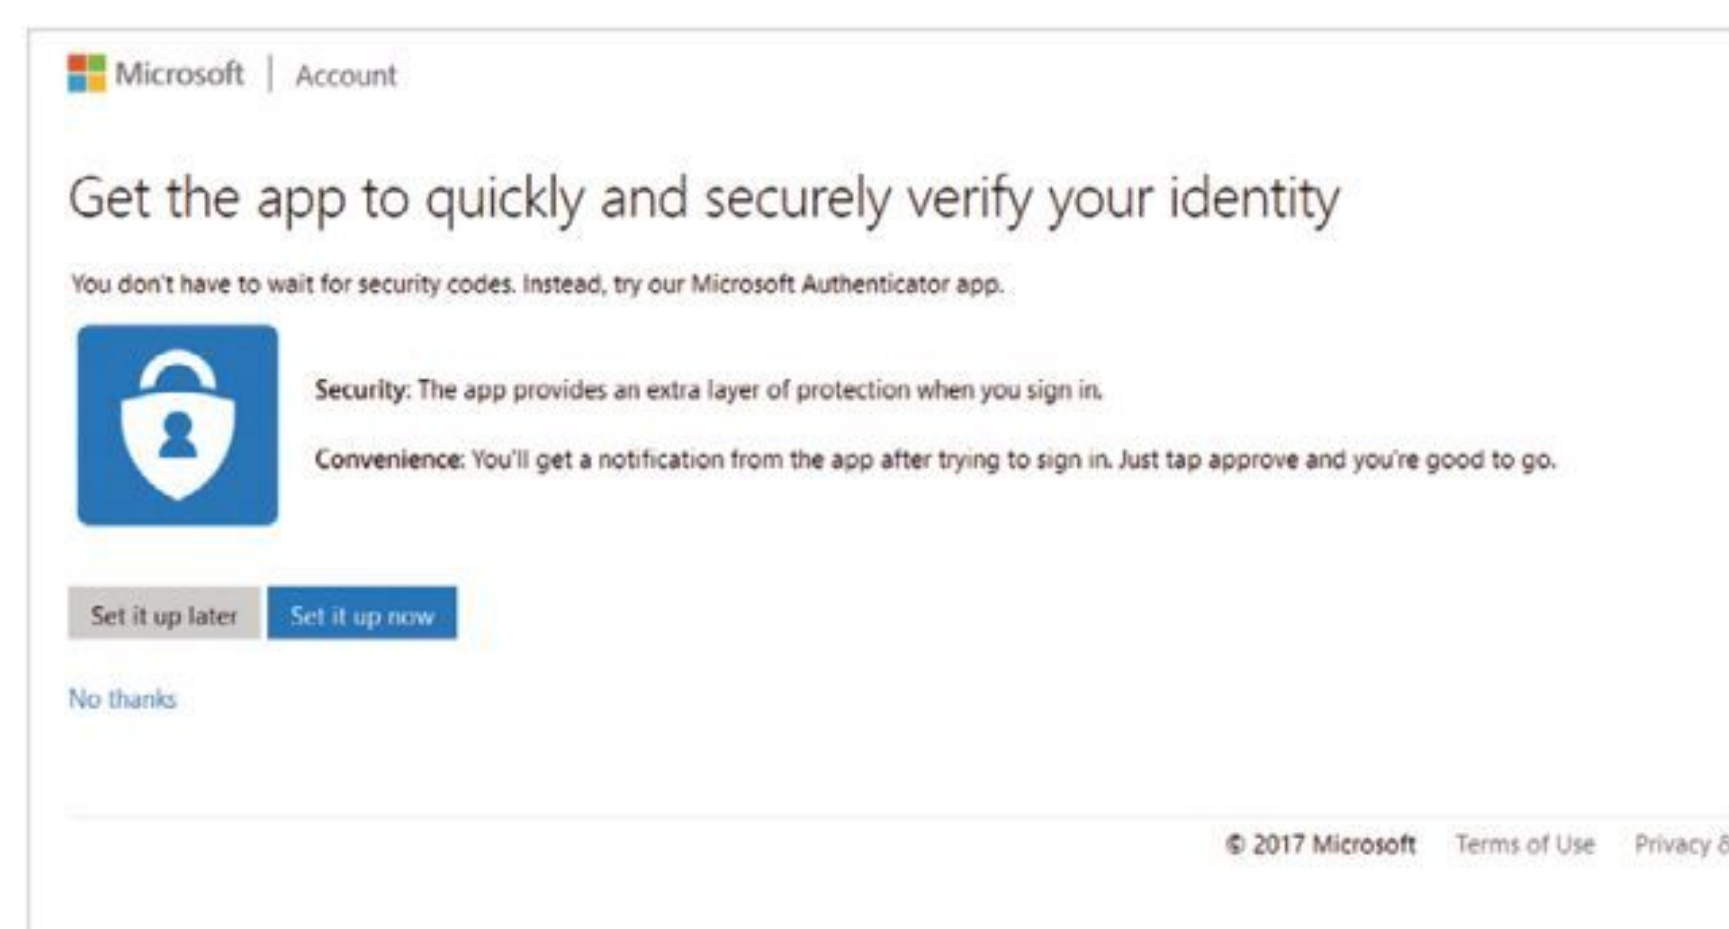 Microsoft | Account
Get the app to quickly and securely verify your identity
You don't have to wait for security codes. Instead, try our Microsoft Authenticator app.
Security: The app provides an extra layer of protection when you sign in.
Convenience: You'll get a notification from the app after trying to sign in. Just tap approve and you're good to go.
Set it up later Set it up now
No thanks
© 2017 Microsoft Terms of Use Privacy &